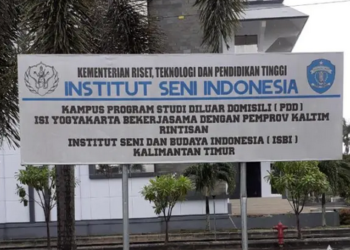 KEMENTERIAN RISET, TEKNOLOGI DAN PENDIDIKAN TINGGI
INSTITUT SENI INDONESIA
KAMPUS PROGRAM STUDI DILUAR DOMISILI ( PDD )
ISI YOGYAKARTA BEKERJASAMA DENGAN PEMPROV KALTIM
RINTISAN
INSTITUT SENI DAN BUDAYA INDONESIA ( ISBI )
KALIMANTAN TIMUR